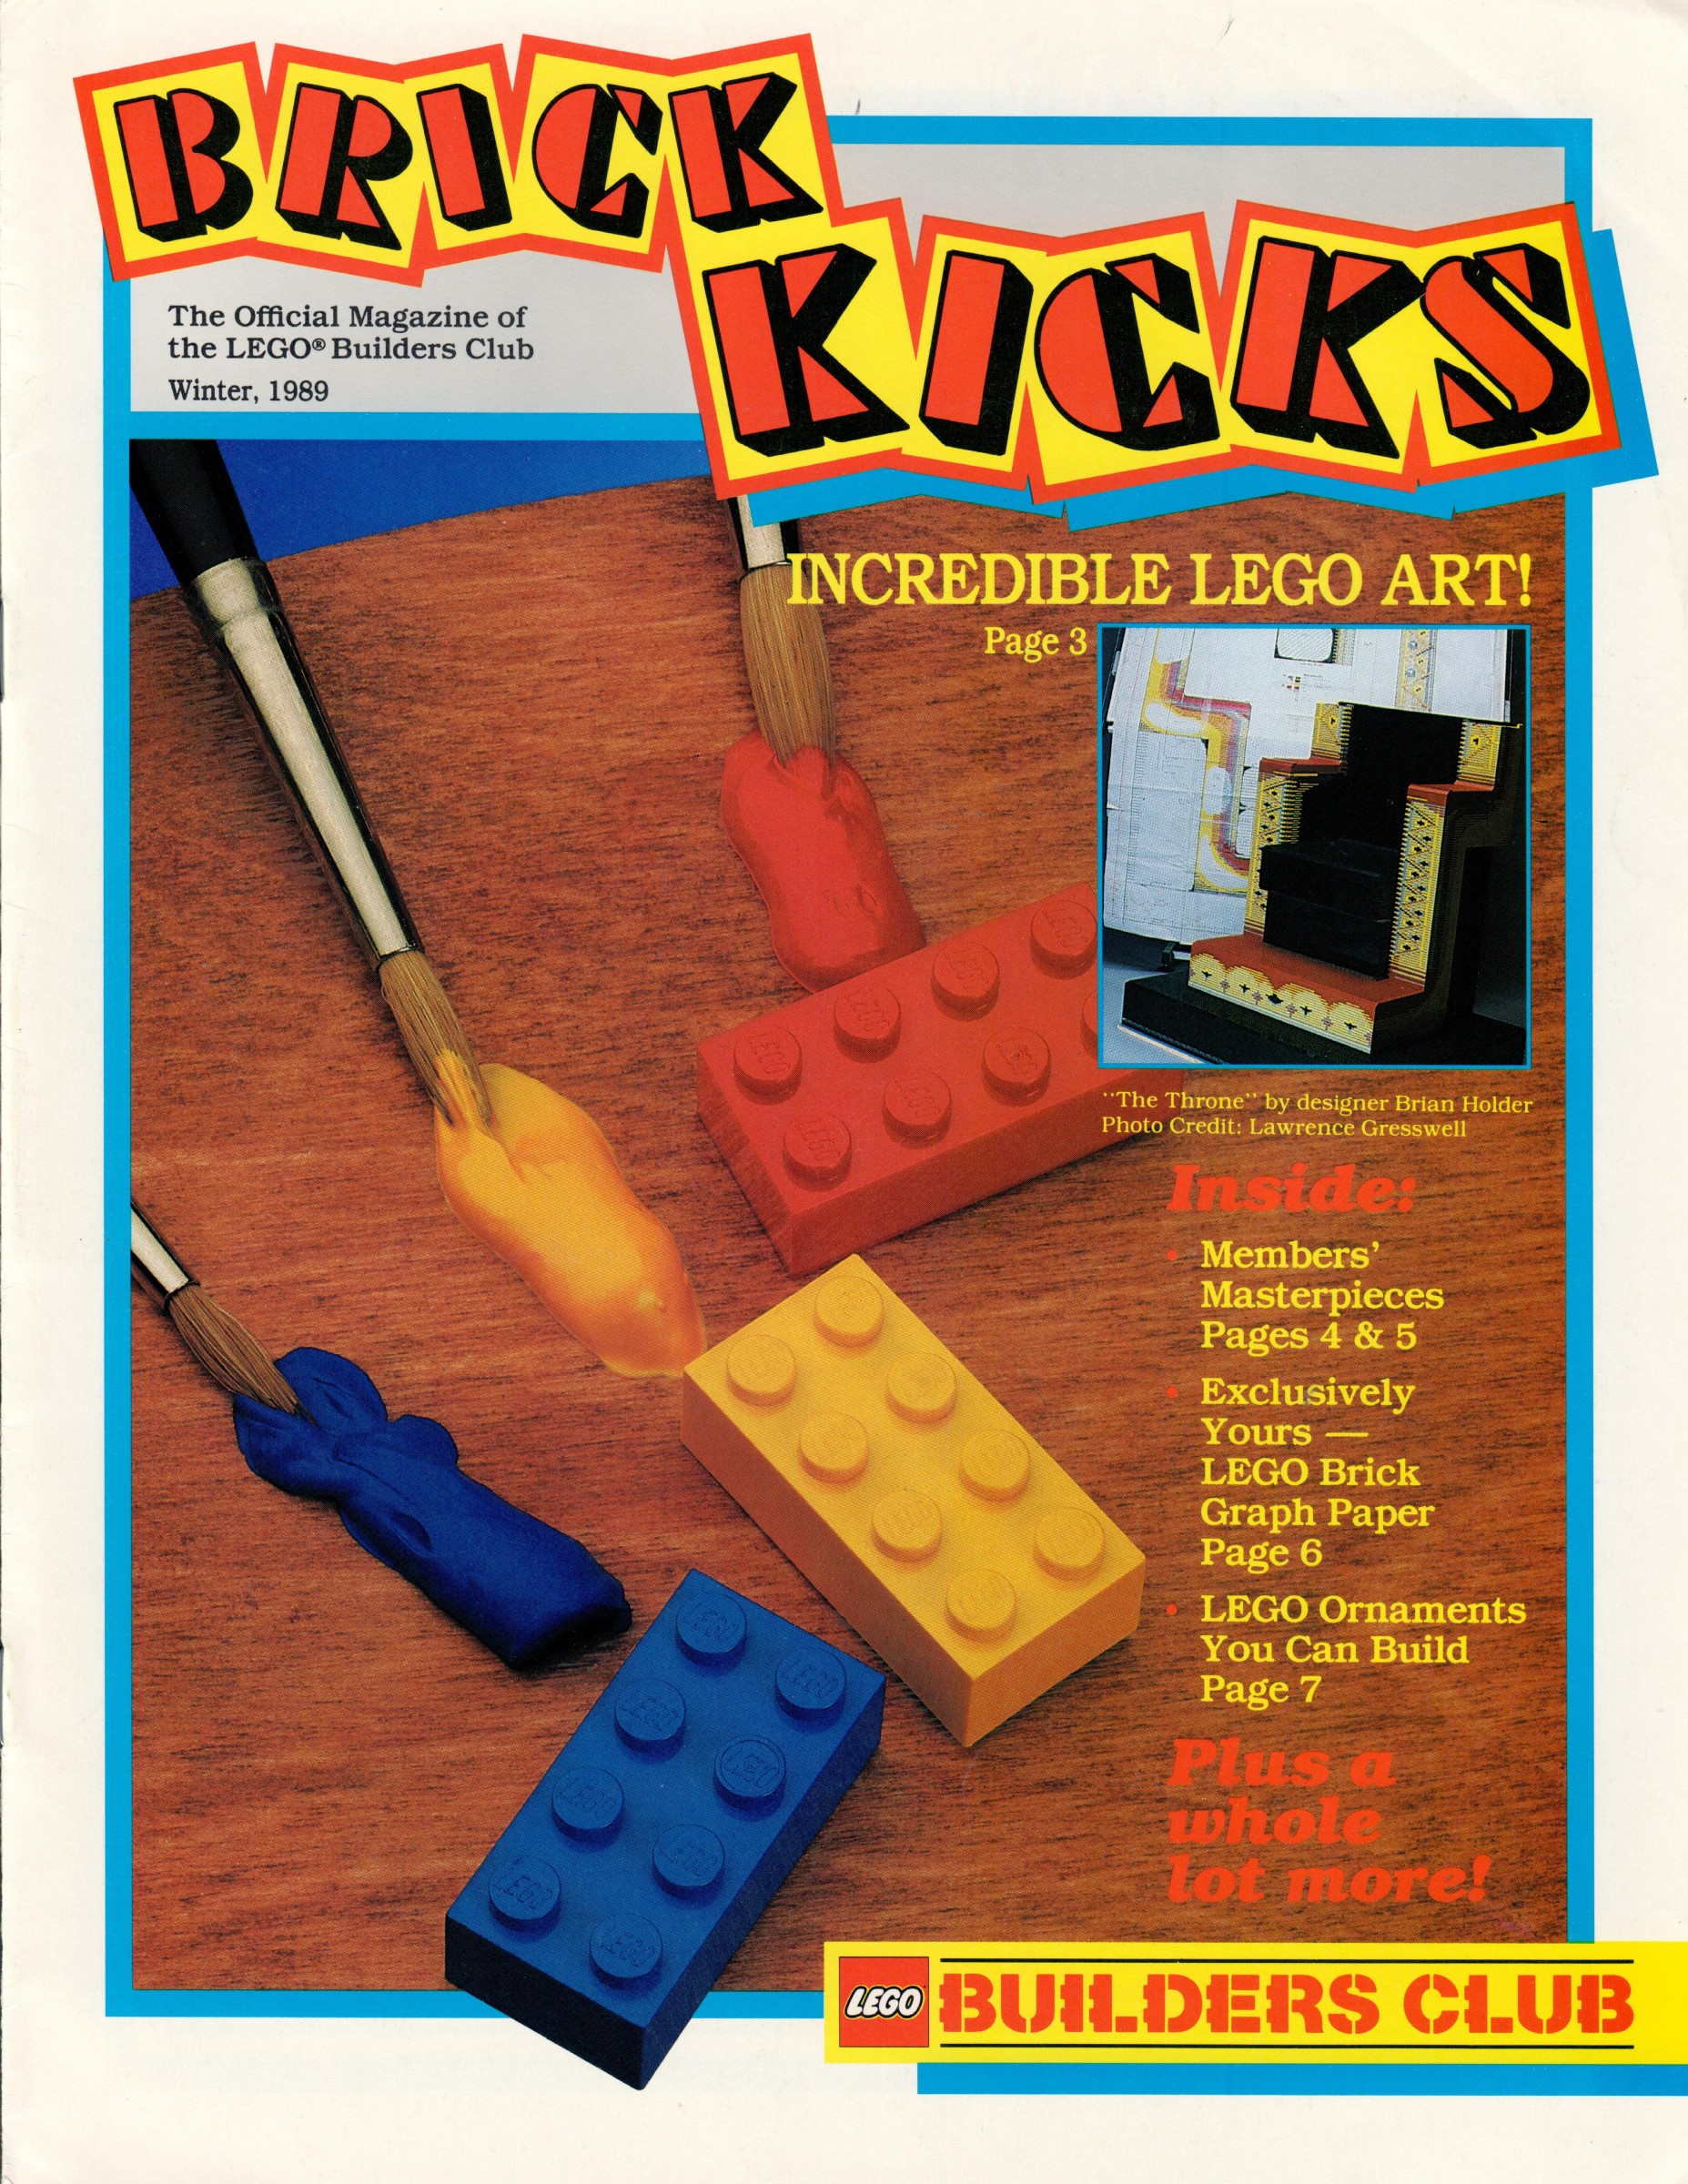 BRICK
KICKS
The Official Magazine of
the LEGO® Builders Club
Winter, 1989
INCREDIBLE LEGO ART!
Page 3
"The Throne" by designer Brian Holder
Photo Credit: Lawrence Gresswell
Inside:
• Members'
Masterpieces
Pages 4 & 5
• Exclusively
Yours —
LEGO Brick
Graph Paper
Page 6
• LEGO Ornaments
You Can Build
Page 7
Plus a
whole
lot more!
LEGO BUILDERS CLUB